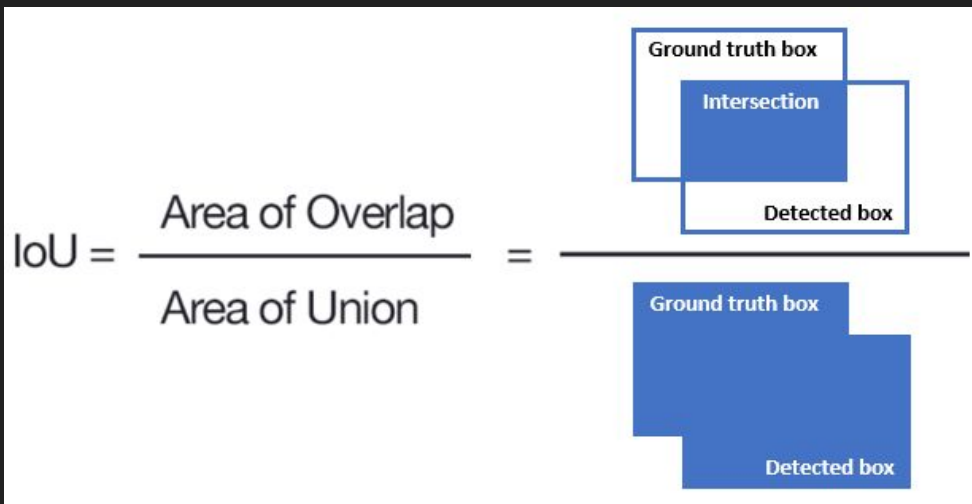 IoU =
Area of Overlap
Area of Union
=
Ground truth box
Intersection
Detected box
Ground truth box
Detected box